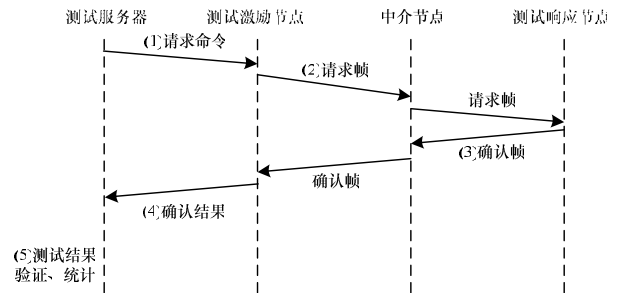 测试服务器
测试激励节点
中介节点
测试响应节点
(1)请求命令
(2)请求帧
请求帧
(3)确认帧
确认帧
(4)确认结果
(5)测试结果
验证、统计